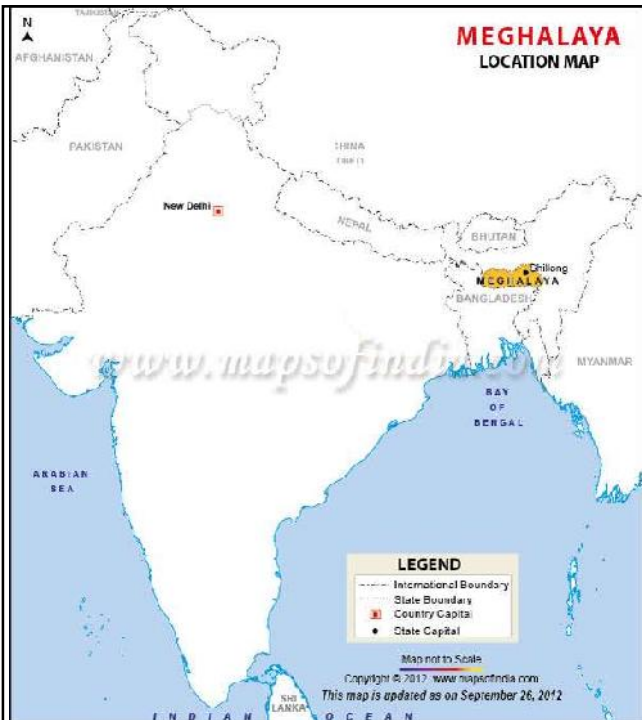 N
MEGHALAYA
LOCATION MAP
TAJIKISTAN
AFGHANISTAN
PAKISTAN
CHINA
New Delhi
NEPAL
BHUTAN
Shillong
MEGHALAYA
BANGLADESH
www.mapsofindia.com
MYANMAR
BAY
OF
BENGAL
ARABIAN
SEA
LEGEND
International Boundary
State Boundary
Country Capital
State Capital
Map not to Scale
Copyright © 2012 www.mapsofindia.com
This map is updated as on September 26, 2012
SRI
LANKA
INDIAN OCEAN